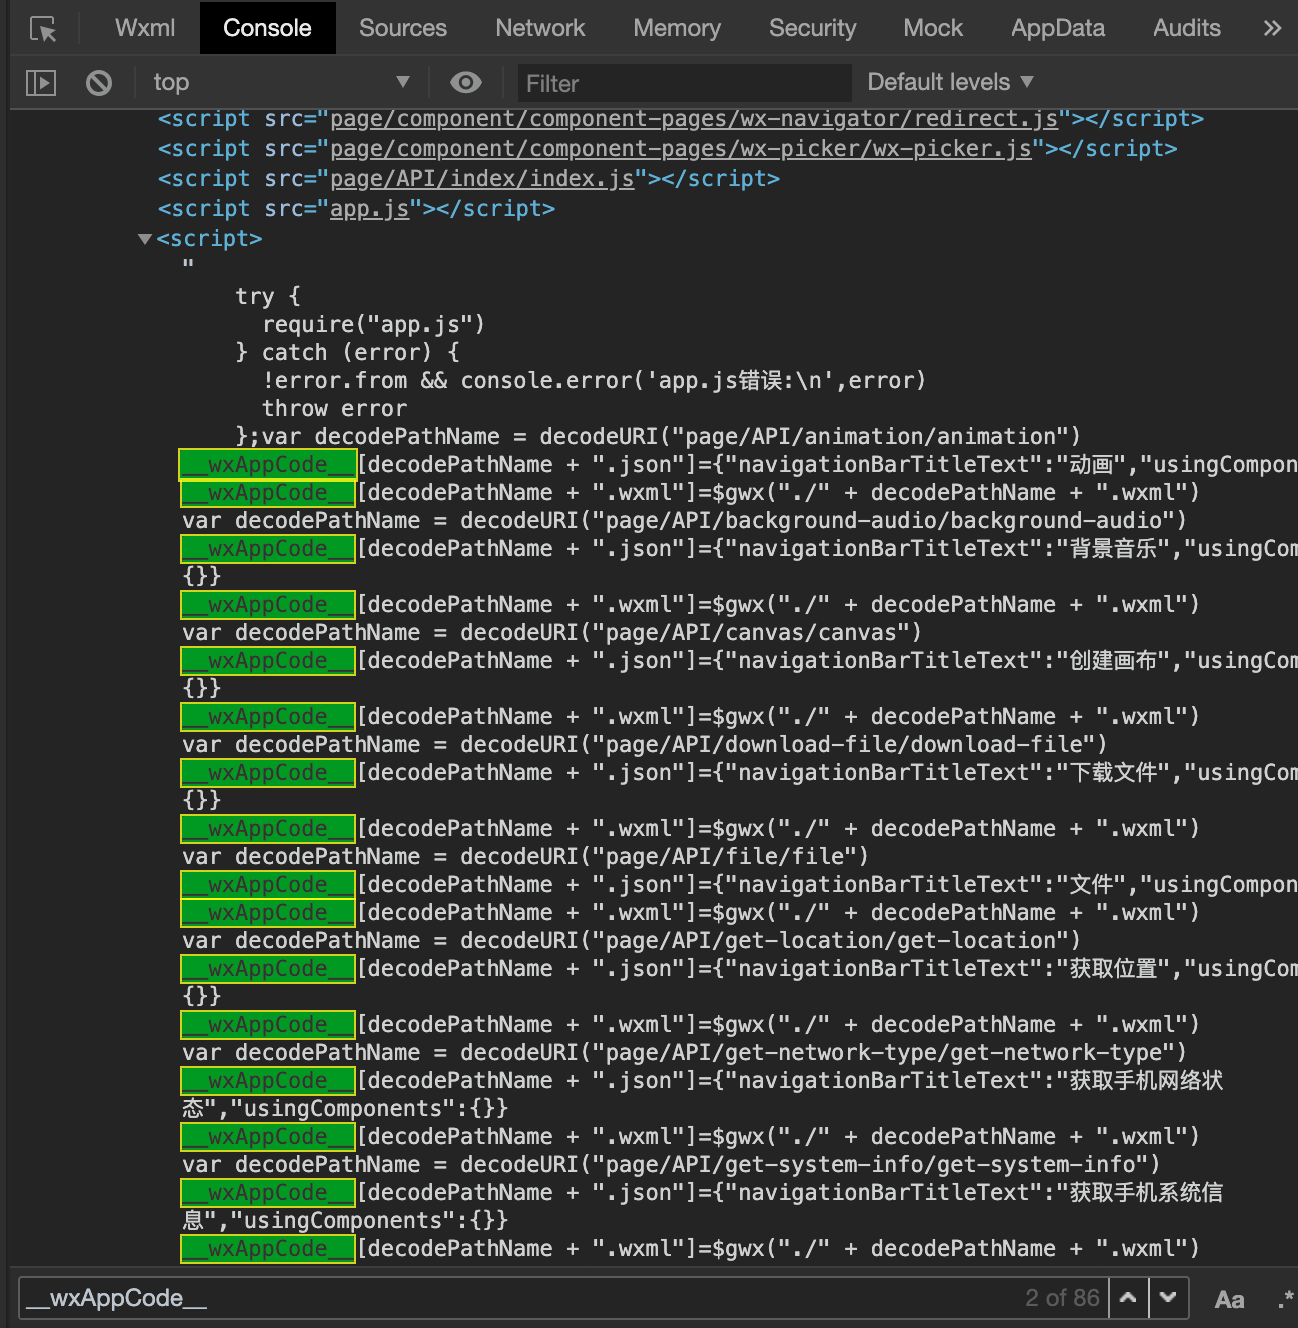 Wxml Console Sources Network Memory Security Mock AppData Audits »
top Filter Default levels
<script src="page/component/component-pages/wx-navigator/redirect.js"></script>
<script src="page/component/component-pages/wx-picker/wx-picker.js"></script>
<script src="page/API/index/index.js"></script>
<script src="app.js"></script>
<script>
"
try {
require("app.js")
} catch (error) {
!error.from && console.error('app.js错误:\n',error)
throw error
};var decodePathName = decodeURI("page/API/animation/animation")
__wxAppCode__[decodePathName + ".json"]={"navigationBarTitleText":"动画","usingCompon
__wxAppCode__[decodePathName + ".wxml"]=$gwx("./" + decodePathName + ".wxml")
var decodePathName = decodeURI("page/API/background-audio/background-audio")
__wxAppCode__[decodePathName + ".json"]={"navigationBarTitleText":"背景音乐","usingCom
{}}
__wxAppCode__[decodePathName + ".wxml"]=$gwx("./" + decodePathName + ".wxml")
var decodePathName = decodeURI("page/API/canvas/canvas")
__wxAppCode__[decodePathName + ".json"]={"navigationBarTitleText":"创建画布","usingCom
{}}
__wxAppCode__[decodePathName + ".wxml"]=$gwx("./" + decodePathName + ".wxml")
var decodePathName = decodeURI("page/API/download-file/download-file")
__wxAppCode__[decodePathName + ".json"]={"navigationBarTitleText":"下载文件","usingCom
{}}
__wxAppCode__[decodePathName + ".wxml"]=$gwx("./" + decodePathName + ".wxml")
var decodePathName = decodeURI("page/API/file/file")
__wxAppCode__[decodePathName + ".json"]={"navigationBarTitleText":"文件","usingCompon
__wxAppCode__[decodePathName + ".wxml"]=$gwx("./" + decodePathName + ".wxml")
var decodePathName = decodeURI("page/API/get-location/get-location")
__wxAppCode__[decodePathName + ".json"]={"navigationBarTitleText":"获取位置","usingCom
{}}
__wxAppCode__[decodePathName + ".wxml"]=$gwx("./" + decodePathName + ".wxml")
var decodePathName = decodeURI("page/API/get-network-type/get-network-type")
__wxAppCode__[decodePathName + ".json"]={"navigationBarTitleText":"获取手机网络状
态","usingComponents":{}}
__wxAppCode__[decodePathName + ".wxml"]=$gwx("./" + decodePathName + ".wxml")
var decodePathName = decodeURI("page/API/get-system-info/get-system-info")
__wxAppCode__[decodePathName + ".json"]={"navigationBarTitleText":"获取手机系统信
息","usingComponents":{}}
__wxAppCode__[decodePathName + ".wxml"]=$gwx("./" + decodePathName + ".wxml")
__wxAppCode__ 2 of 86 Aa .*